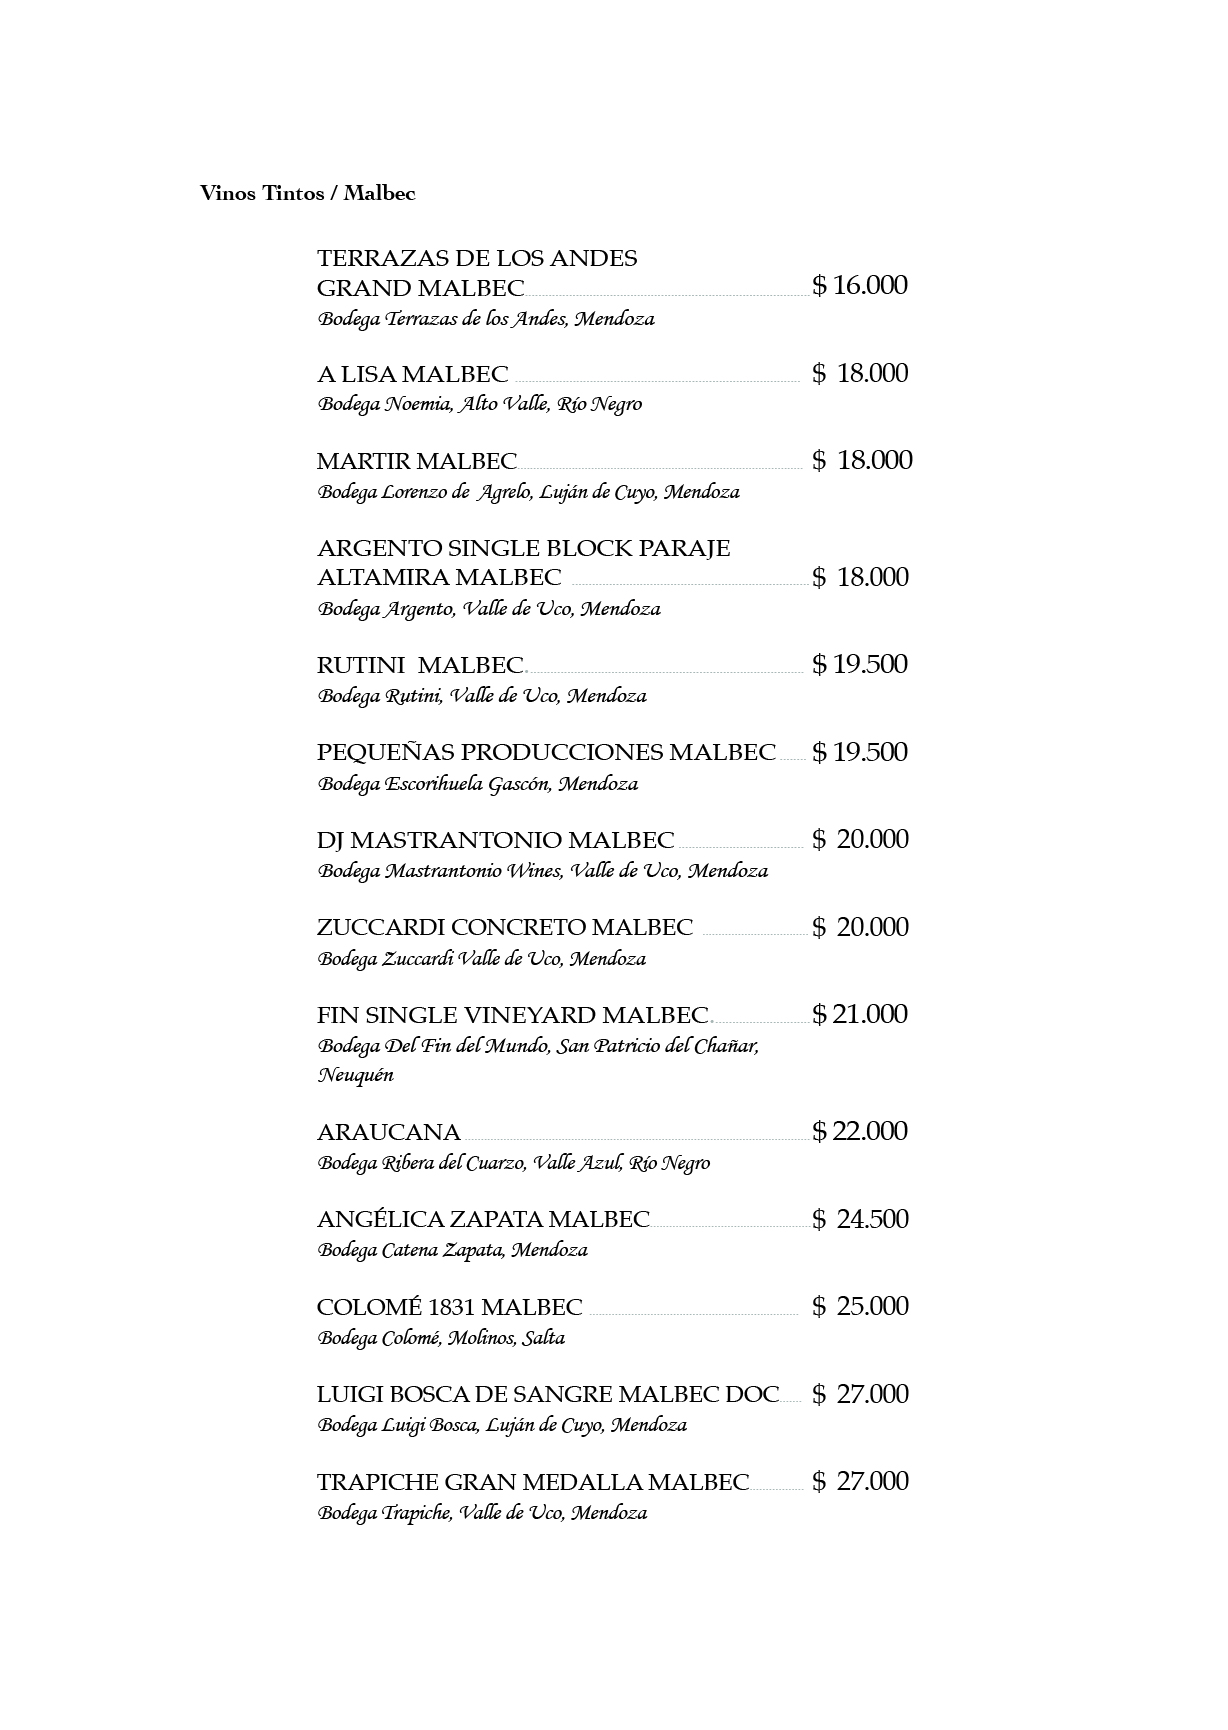 Vinos Tintos / Malbec
TERRAZAS DE LOS ANDES
GRAND MALBEC $ 16.000
Bodega Terrazas de los Andes, Mendoza
A LISA MALBEC $ 18.000
Bodega Noemia, Alto Valle, Río Negro
MARTIR MALBEC $ 18.000
Bodega Lorenzo de Agrelo, Luján de Cuyo, Mendoza
ARGENTO SINGLE BLOCK PARAJE
ALTAMIRA MALBEC $ 18.000
Bodega Argento, Valle de Uco, Mendoza
RUTINI MALBEC $ 19.500
Bodega Rutini, Valle de Uco, Mendoza
PEQUEÑAS PRODUCCIONES MALBEC $ 19.500
Bodega Escorihuela Gascón, Mendoza
DJ MASTRANTONIO MALBEC $ 20.000
Bodega Mastrantonio Wines, Valle de Uco, Mendoza
ZUCCARDI CONCRETO MALBEC $ 20.000
Bodega Zuccardi Valle de Uco, Mendoza
FIN SINGLE VINEYARD MALBEC $ 21.000
Bodega Del Fin del Mundo, San Patricio del Chañar,
Neuquén
ARAUCANA $ 22.000
Bodega Ribera del Cuarzo, Valle Azul, Río Negro
ANGÉLICA ZAPATA MALBEC $ 24.500
Bodega Catena Zapata, Mendoza
COLOMÉ 1831 MALBEC $ 25.000
Bodega Colomé, Molinos, Salta
LUIGI BOSCA DE SANGRE MALBEC DOC $ 27.000
Bodega Luigi Bosca, Luján de Cuyo, Mendoza
TRAPICHE GRAN MEDALLA MALBEC $ 27.000
Bodega Trapiche, Valle de Uco, Mendoza